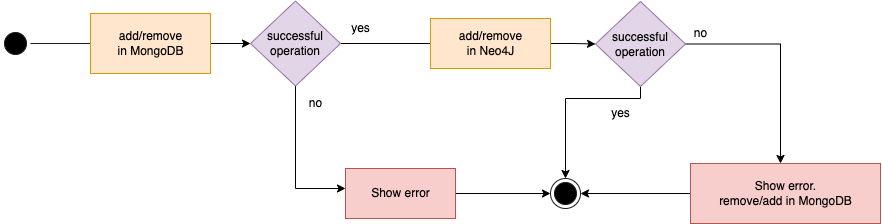 add/remove
in MongoDB
successful
operation
yes
add/remove
in Neo4J
successful
operation
no
no
yes
Show error
Show error.
remove/add in MongoDB